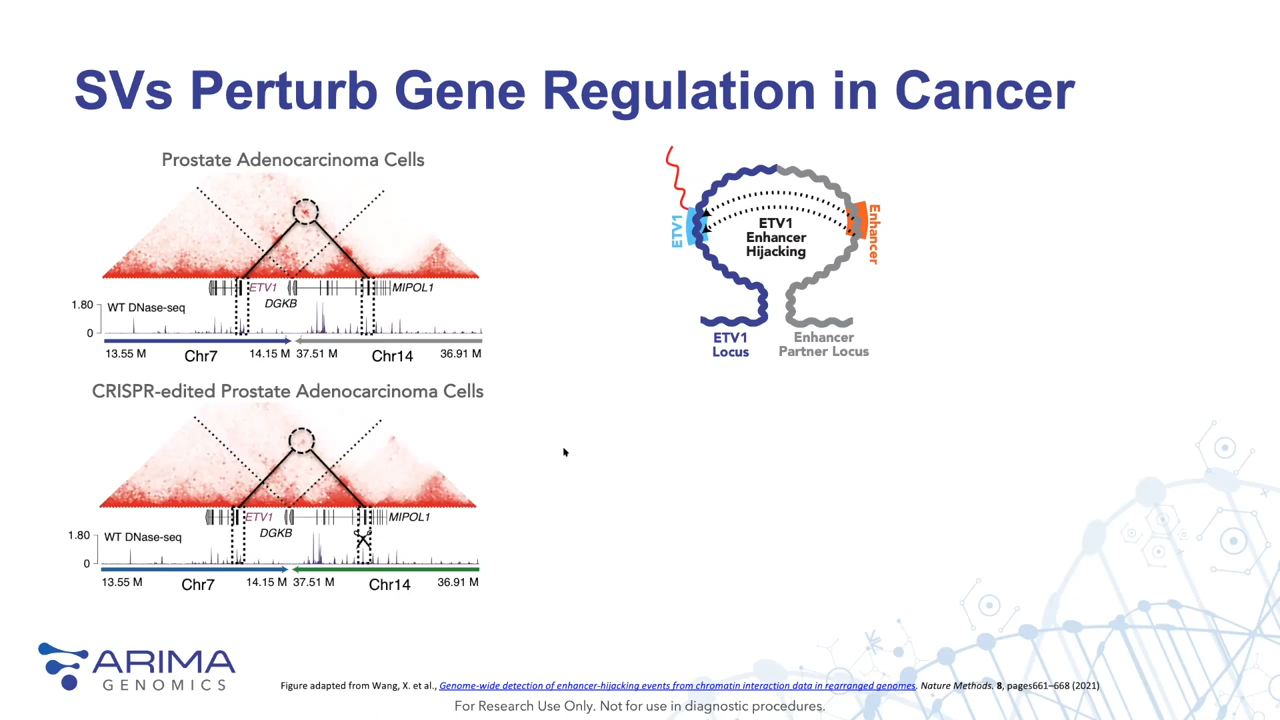 SVs Perturb Gene Regulation in Cancer
Prostate Adenocarcinoma Cells
ETV1
DGKB
MIPOL1
1.80
WT DNase-seq
0
13.55 M
Chr7
14.15 M
37.51 M
Chr14
36.91 M
CRISPR-edited Prostate Adenocarcinoma Cells
ETV1
DGKB
MIPOL1
1.80
WT DNase-seq
0
13.55 M
Chr7
14.15 M
37.51 M
Chr14
36.91 M
ETV1
ETV1
Enhancer
Hijacking
Enhancer
ETV1
Locus
Enhancer
Partner Locus
ARIMA
GENOMICS
Figure adapted from Wang, X. et al., Genome-wide detection of enhancer-hijacking events from chromatin interaction data in rearranged genomes. Nature Methods. 8, pages661–668 (2021)
For Research Use Only. Not for use in diagnostic procedures.